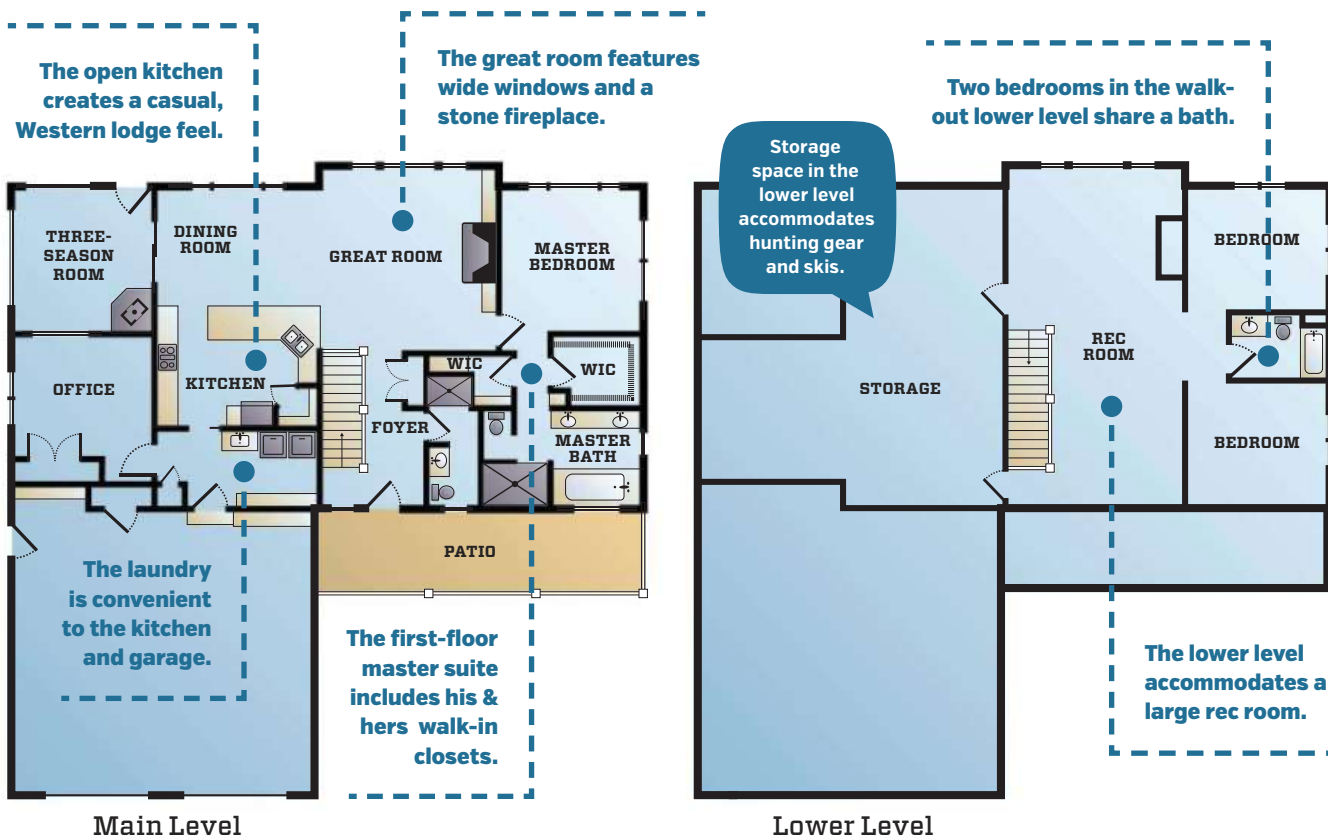 The open kitchen
creates a casual,
Western lodge feel.
The great room features
wide windows and a
stone fireplace.
Two bedrooms in the walk-
out lower level share a bath.
Storage
space in the
lower level
accommodates
hunting gear
and skis.
THREE-
SEASON
ROOM
DINING
ROOM
GREAT ROOM
MASTER
BEDROOM
OFFICE
KITCHEN
WIC
WIC
FOYER
MASTER
BATH
PATIO
The laundry
is convenient
to the kitchen
and garage.
The first-floor
master suite
includes his &
hers walk-in
closets.
Main Level
BEDROOM
REC
ROOM
STORAGE
BEDROOM
The lower level
accommodates a
large rec room.
Lower Level